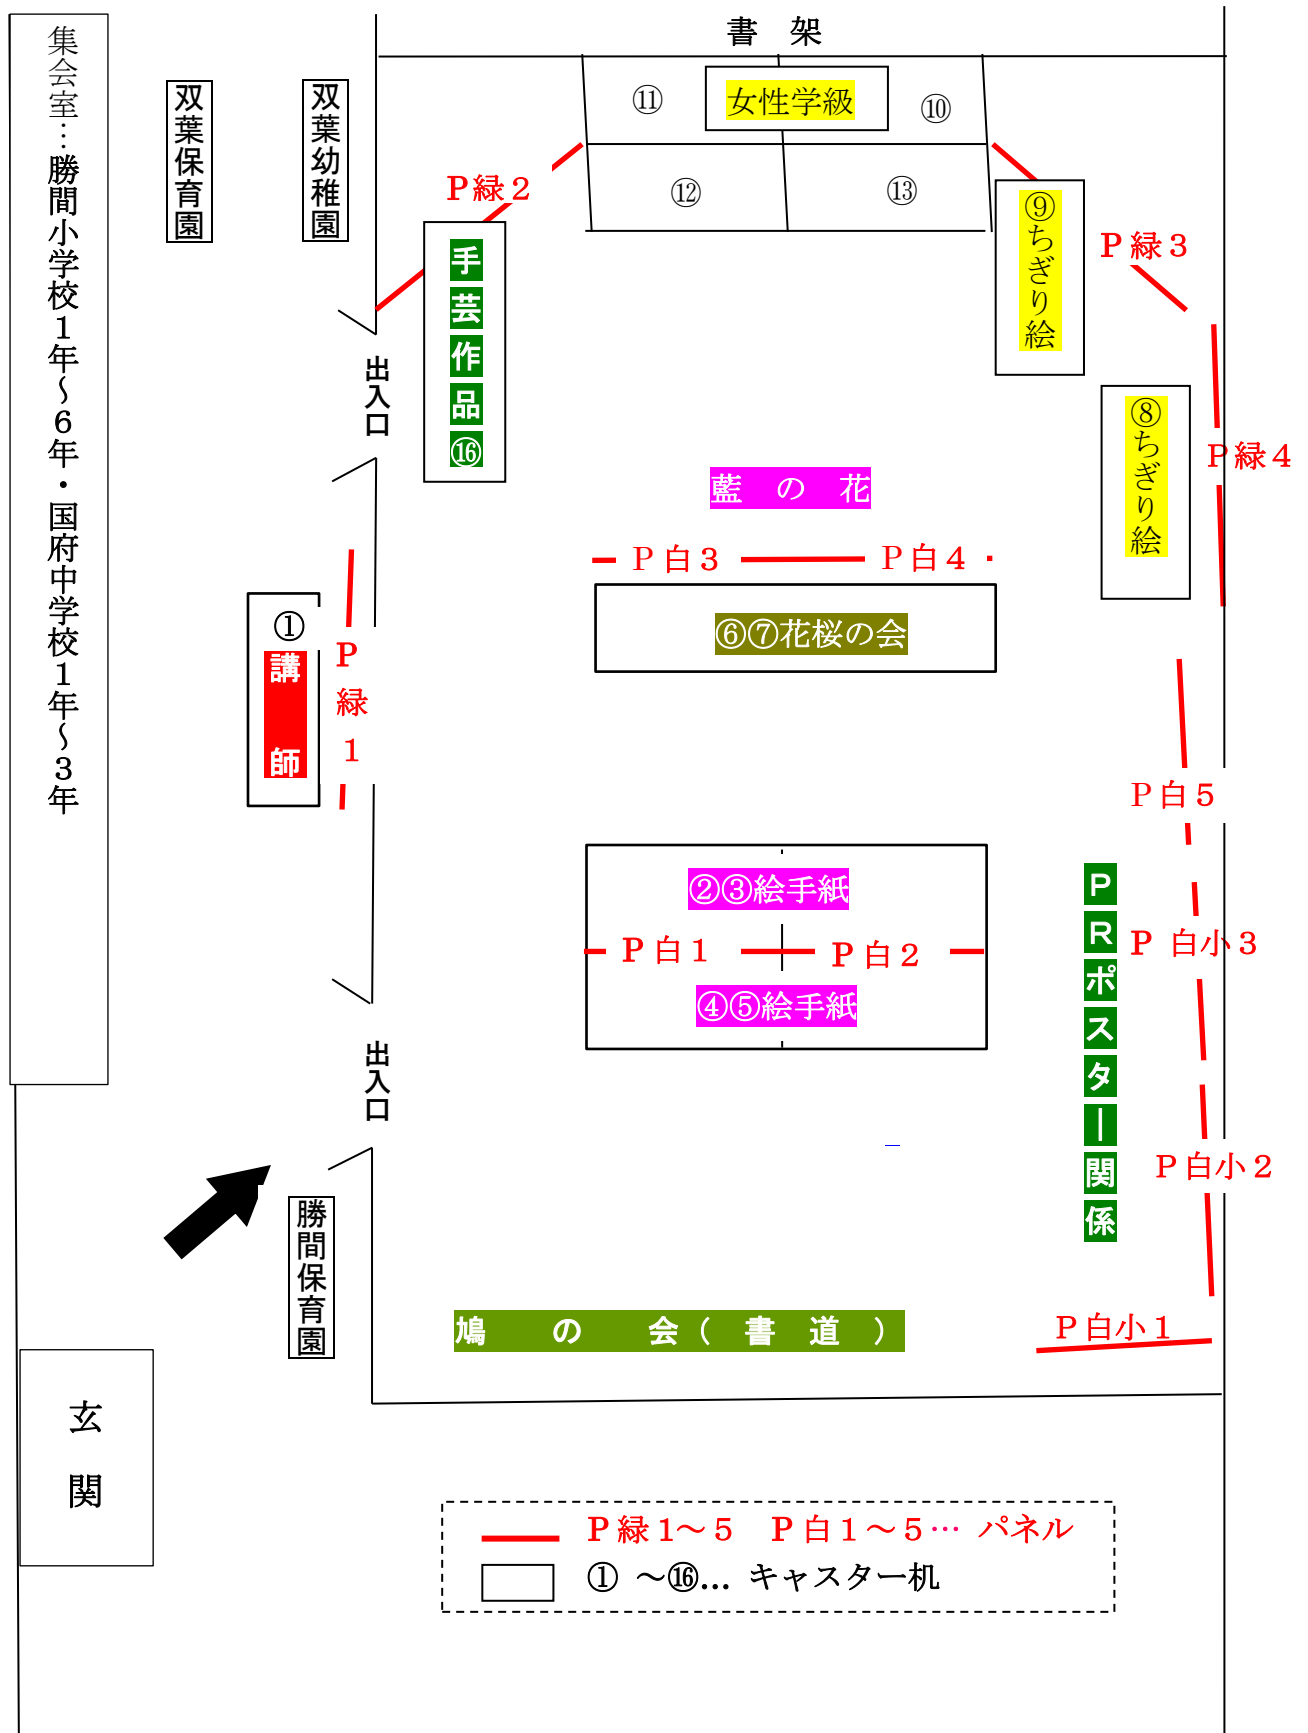 書　架
集会室…勝間小学校１年～６年・国府中学校１年～３年
双葉保育園
双葉幼稚園
⑪
女性学級
⑩
⑫
⑬
Ｐ緑２
⑨ちぎり絵
Ｐ緑３
手芸作品⑯
出入口
⑧ちぎり絵
Ｐ緑４
藍　の　花
Ｐ白３
Ｐ白４
⑥⑦花桜の会
①
講　師
Ｐ緑１
Ｐ白５
②③絵手紙
Ｐ白１
Ｐ白２
④⑤絵手紙
ＰＲポスター関係
Ｐ 白小３
出入口
Ｐ白小２
勝間保育園
鳩　の　会（　書　道　）
Ｐ白小１
玄　関
Ｐ緑１～５　Ｐ白１～５… パネル
① ～⑯… キャスター机